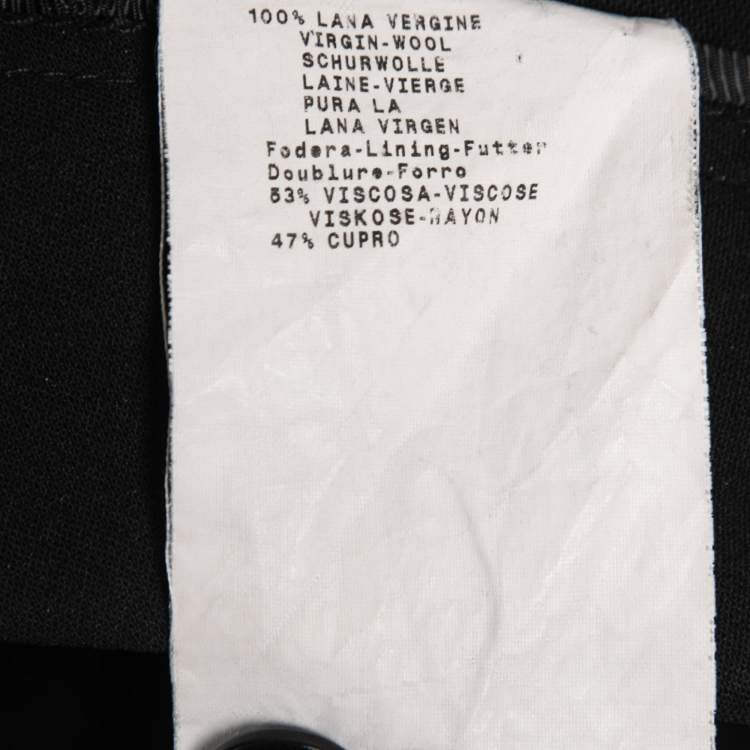 100% LANA VERGINE
VIRGIN-WOOL
SCHURWOLLE
LAINE-VIERGE
PURA LA
LANA VIRGEN
Fodera-Lining-Futter
Doublure-Forro
53% VISCOSA-VISCOSE
VISKOSE-RAYON
47% CUPRO